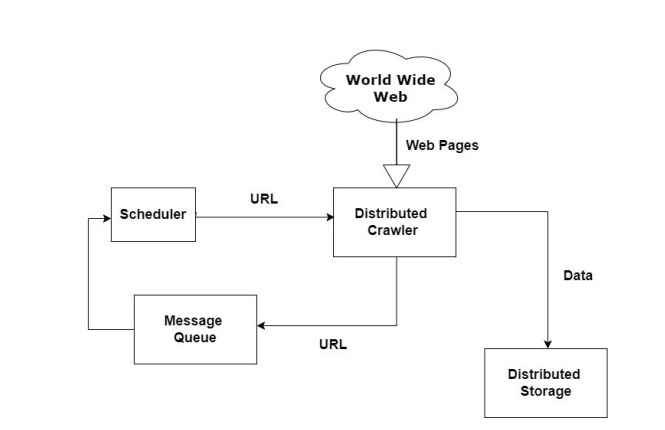 World Wide
Web
Web Pages
URL
Scheduler
Distributed
Crawler
Data
Message
Queue
URL
Distributed
Storage